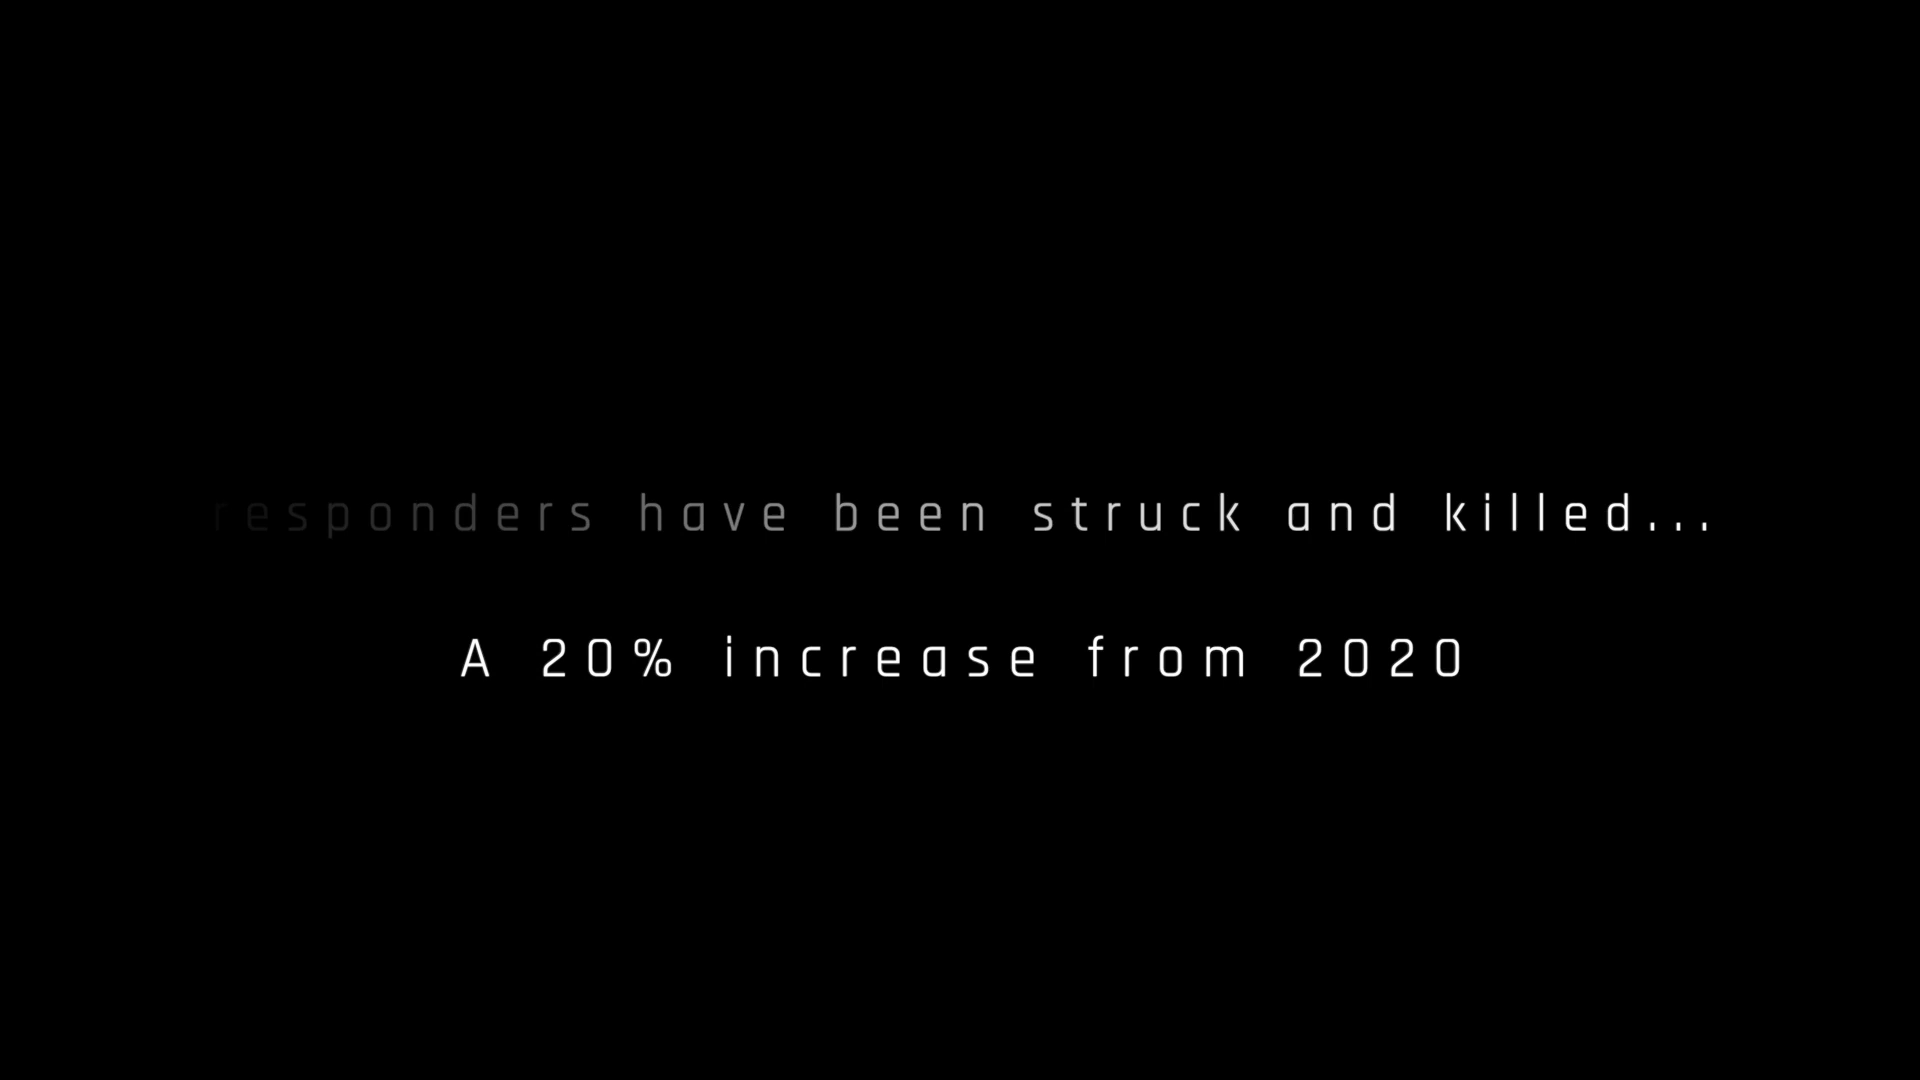 responders have been struck and killed...
A 20% increase from 2020